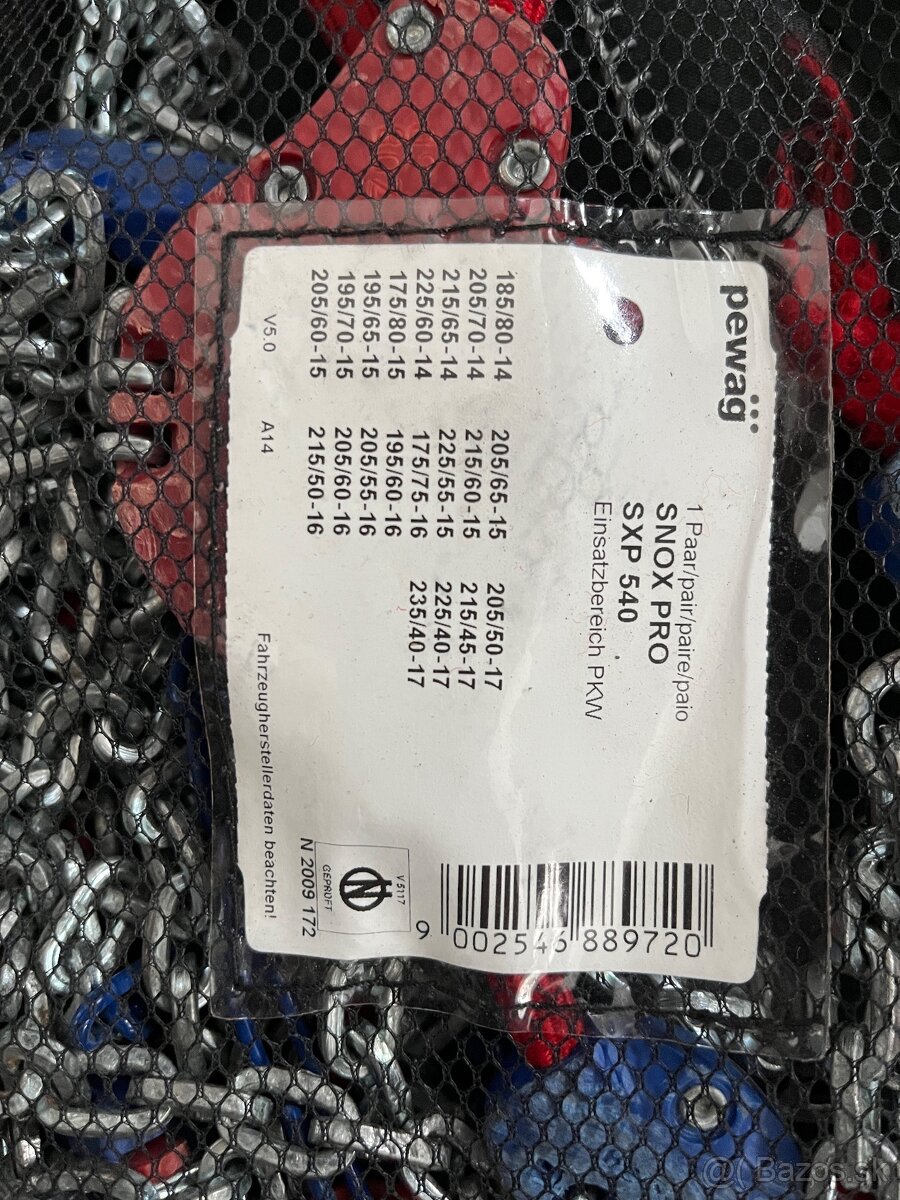 pewag
1 Paar/pair/paire/paio
SNOX PRO
SXP 540
Einsatzbereich PKW
185/80-14
205/70-14
215/65-14
225/60-14
175/80-15
195/65-15
195/70-15
205/60-15
205/65-15
215/60-15
225/55-15
175/75-16
195/60-16
205/55-16
205/60-16
215/50-16
205/50-17
215/45-17
225/40-17
235/40-17
V5.0
A14
Fahrzeugherstellerdaten beachten!
V 5117
GEPRÜFT
N 2009 172
9 002546 889720
Bazos.sk